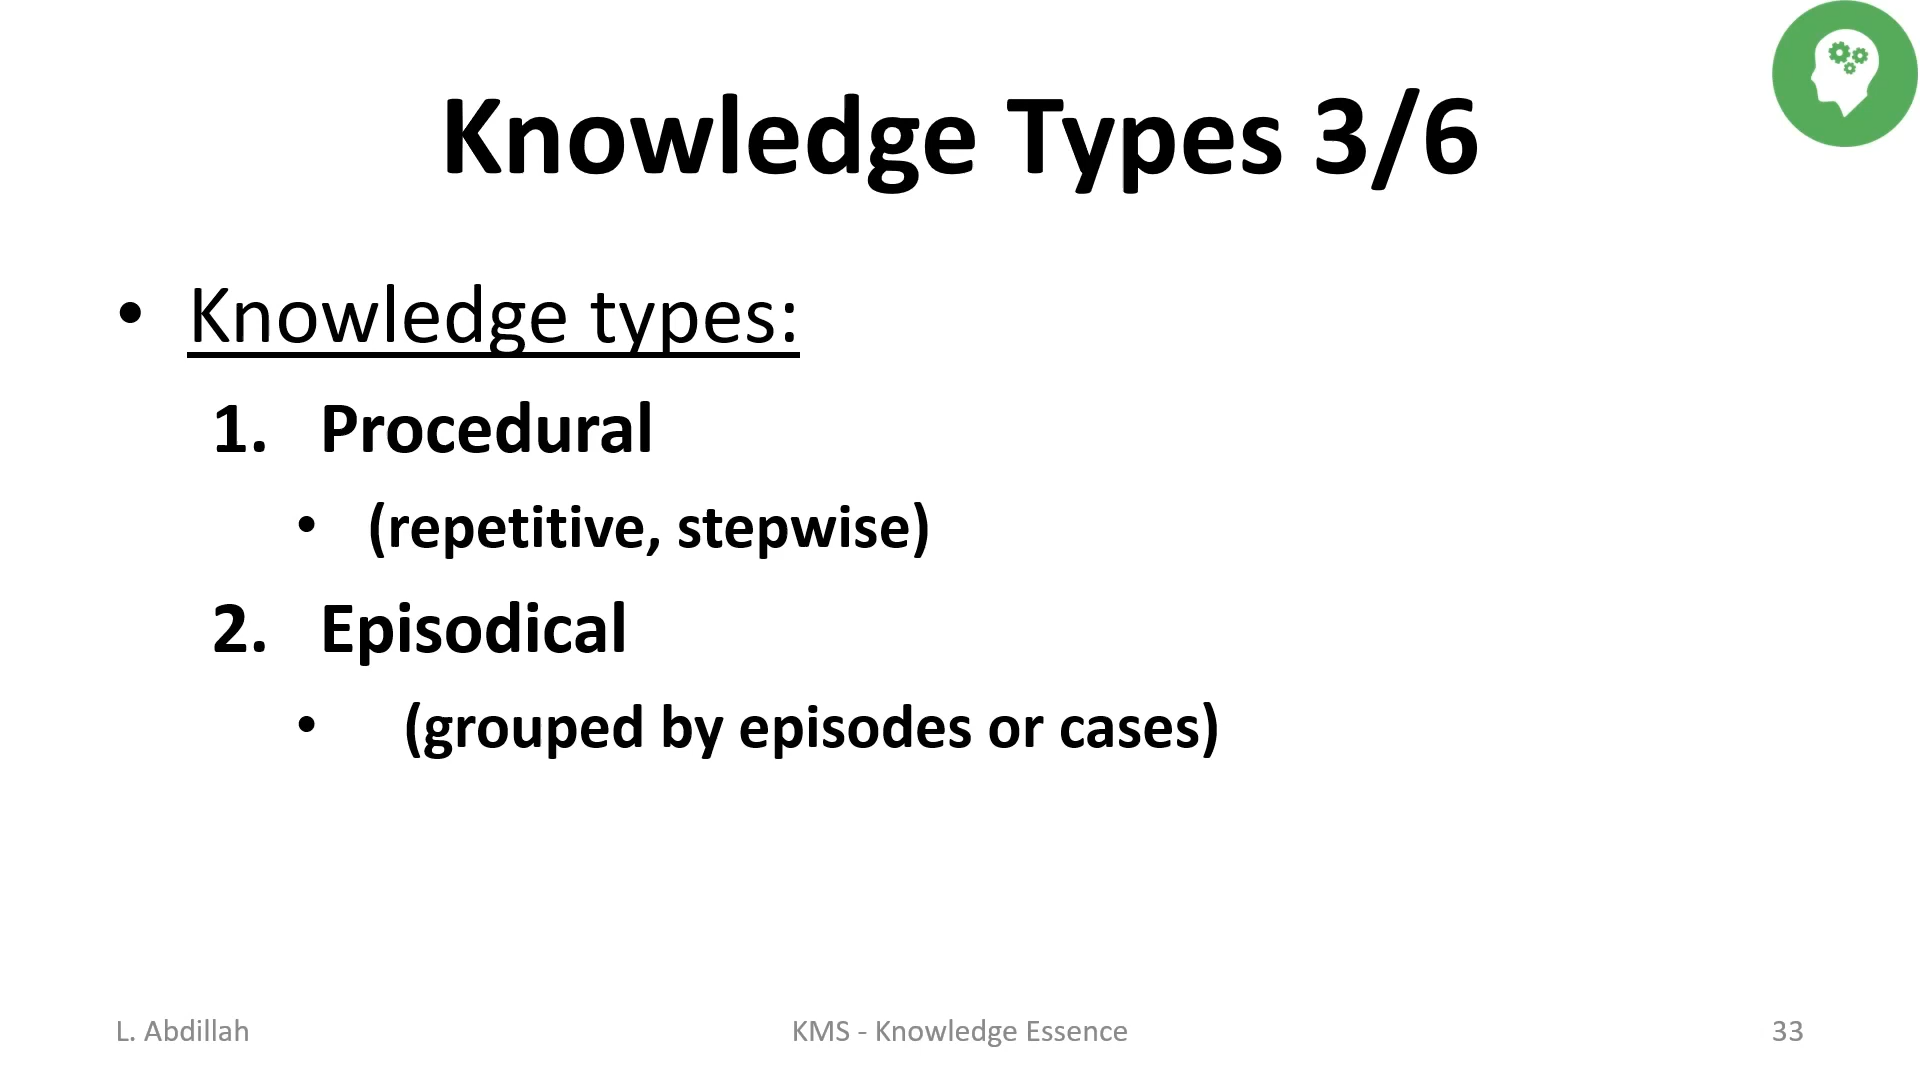 Knowledge Types 3/6
• Knowledge types:
1. Procedural
• (repetitive, stepwise)
2. Episodical
• (grouped by episodes or cases)
L. Abdillah
KMS - Knowledge Essence
33